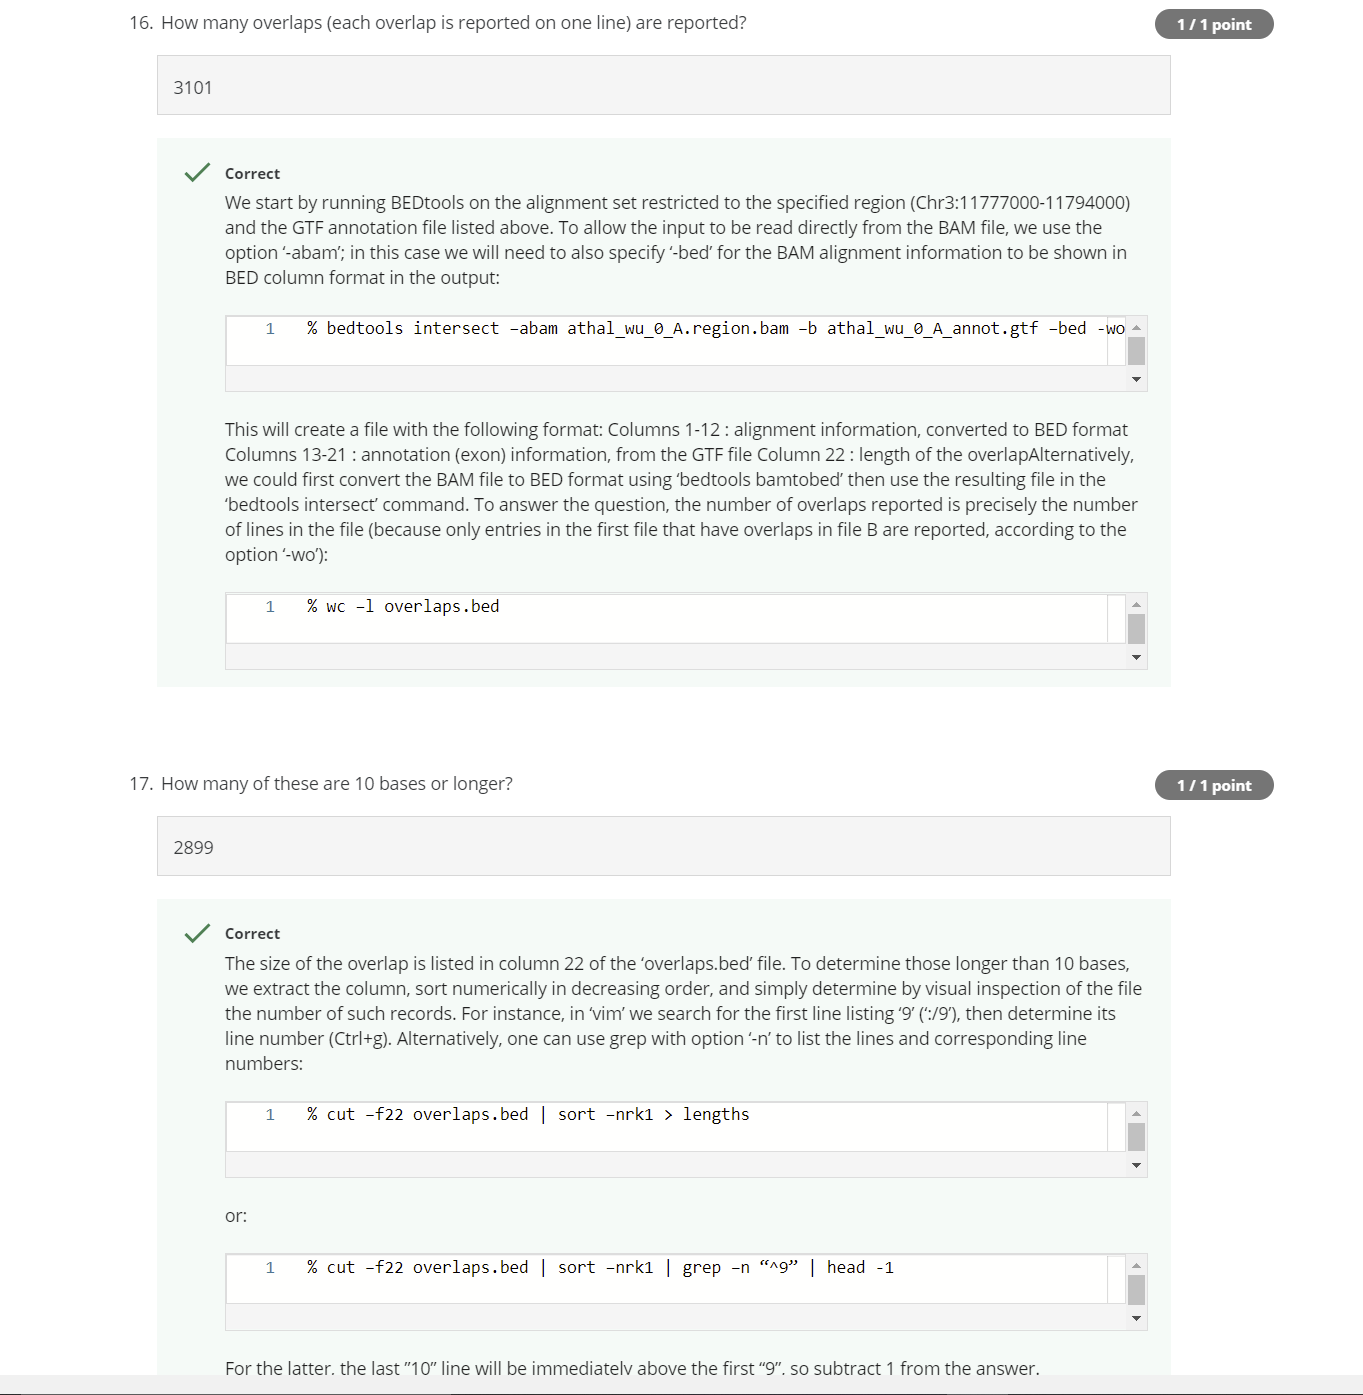 16. How many overlaps (each overlap is reported on one line) are reported?
1 / 1 point
3101
Correct
We start by running BEDtools on the alignment set restricted to the specified region (Chr3:11777000-11794000)
and the GTF annotation file listed above. To allow the input to be read directly from the BAM file, we use the
option ‘-abam’; in this case we will need to also specify ‘-bed’ for the BAM alignment information to be shown in
BED column format in the output:
1 % bedtools intersect –abam athal_wu_0_A.region.bam –b athal_wu_0_A_annot.gtf –bed -wo
This will create a file with the following format: Columns 1-12 : alignment information, converted to BED format
Columns 13-21 : annotation (exon) information, from the GTF file Column 22 : length of the overlapAlternatively,
we could first convert the BAM file to BED format using ‘bedtools bamtobed’ then use the resulting file in the
‘bedtools intersect’ command. To answer the question, the number of overlaps reported is precisely the number
of lines in the file (because only entries in the first file that have overlaps in file B are reported, according to the
option ‘-wo’):
1 % wc –l overlaps.bed
17. How many of these are 10 bases or longer?
1 / 1 point
2899
Correct
The size of the overlap is listed in column 22 of the ‘overlaps.bed’ file. To determine those longer than 10 bases,
we extract the column, sort numerically in decreasing order, and simply determine by visual inspection of the file
the number of such records. For instance, in ‘vim’ we search for the first line listing ‘9’ (‘:/9’), then determine its
line number (Ctrl+g). Alternatively, one can use grep with option ‘-n’ to list the lines and corresponding line
numbers:
1 % cut –f22 overlaps.bed | sort –nrk1 > lengths
or:
1 % cut –f22 overlaps.bed | sort –nrk1 | grep –n “^9” | head -1
For the latter, the last ”10” line will be immediately above the first “9”, so subtract 1 from the answer.